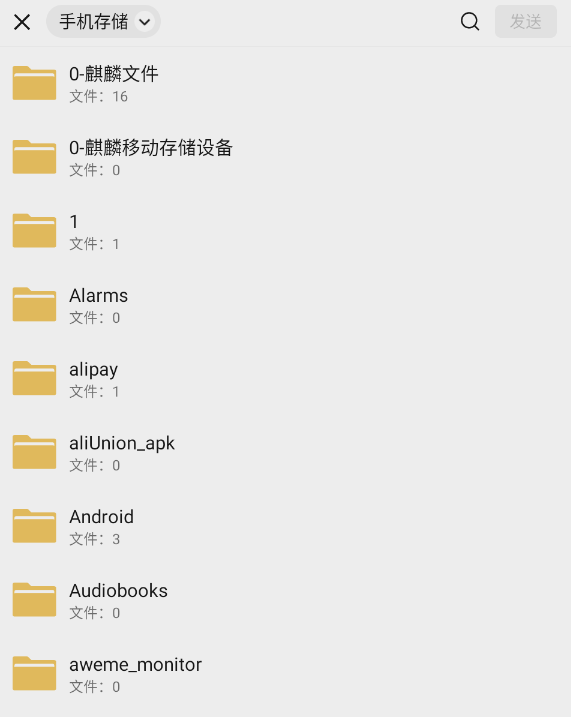 手机存储
发送
0-麒麟文件
文件：16
0-麒麟移动存储设备
文件：0
1
文件：1
Alarms
文件：0
alipay
文件：1
aliUnion_apk
文件：0
Android
文件：3
Audiobooks
文件：0
aweme_monitor
文件：0